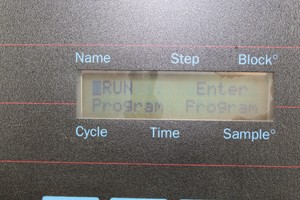 Name Step Block°
RUN Enter
Program Program
Cycle Time Sample°